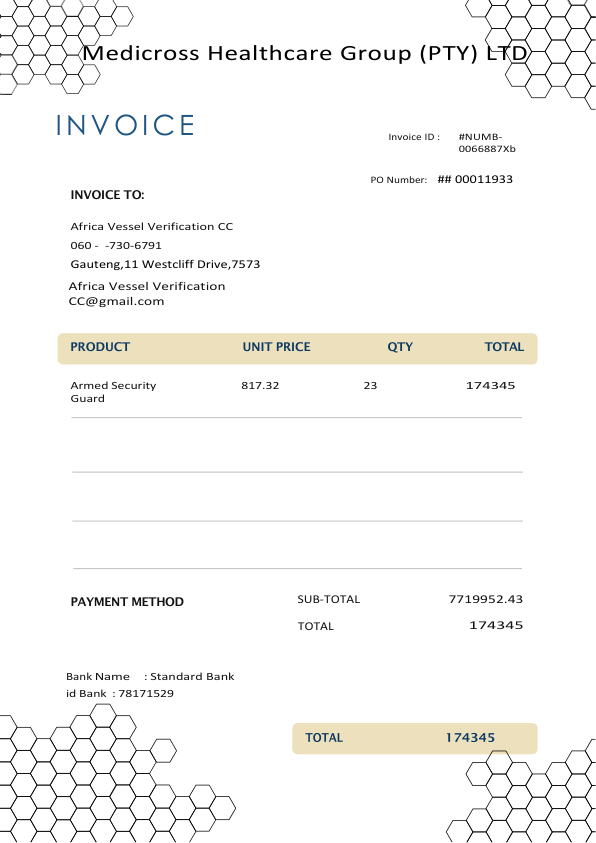 Medicross Healthcare Group (PTY) LTD
INVOICE
Invoice ID : #NUMB-
0066887Xb
PO Number: ## 00011933
INVOICE TO:
Africa Vessel Verification CC
060 - -730-6791
Gauteng,11 Westcliff Drive,7573
Africa Vessel Verification
CC@gmail.com
PRODUCT UNIT PRICE QTY TOTAL
Armed Security 817.32 23 174345
Guard
PAYMENT METHOD
SUB-TOTAL 7719952.43
TOTAL 174345
Bank Name : Standard Bank
id Bank : 78171529
TOTAL 174345